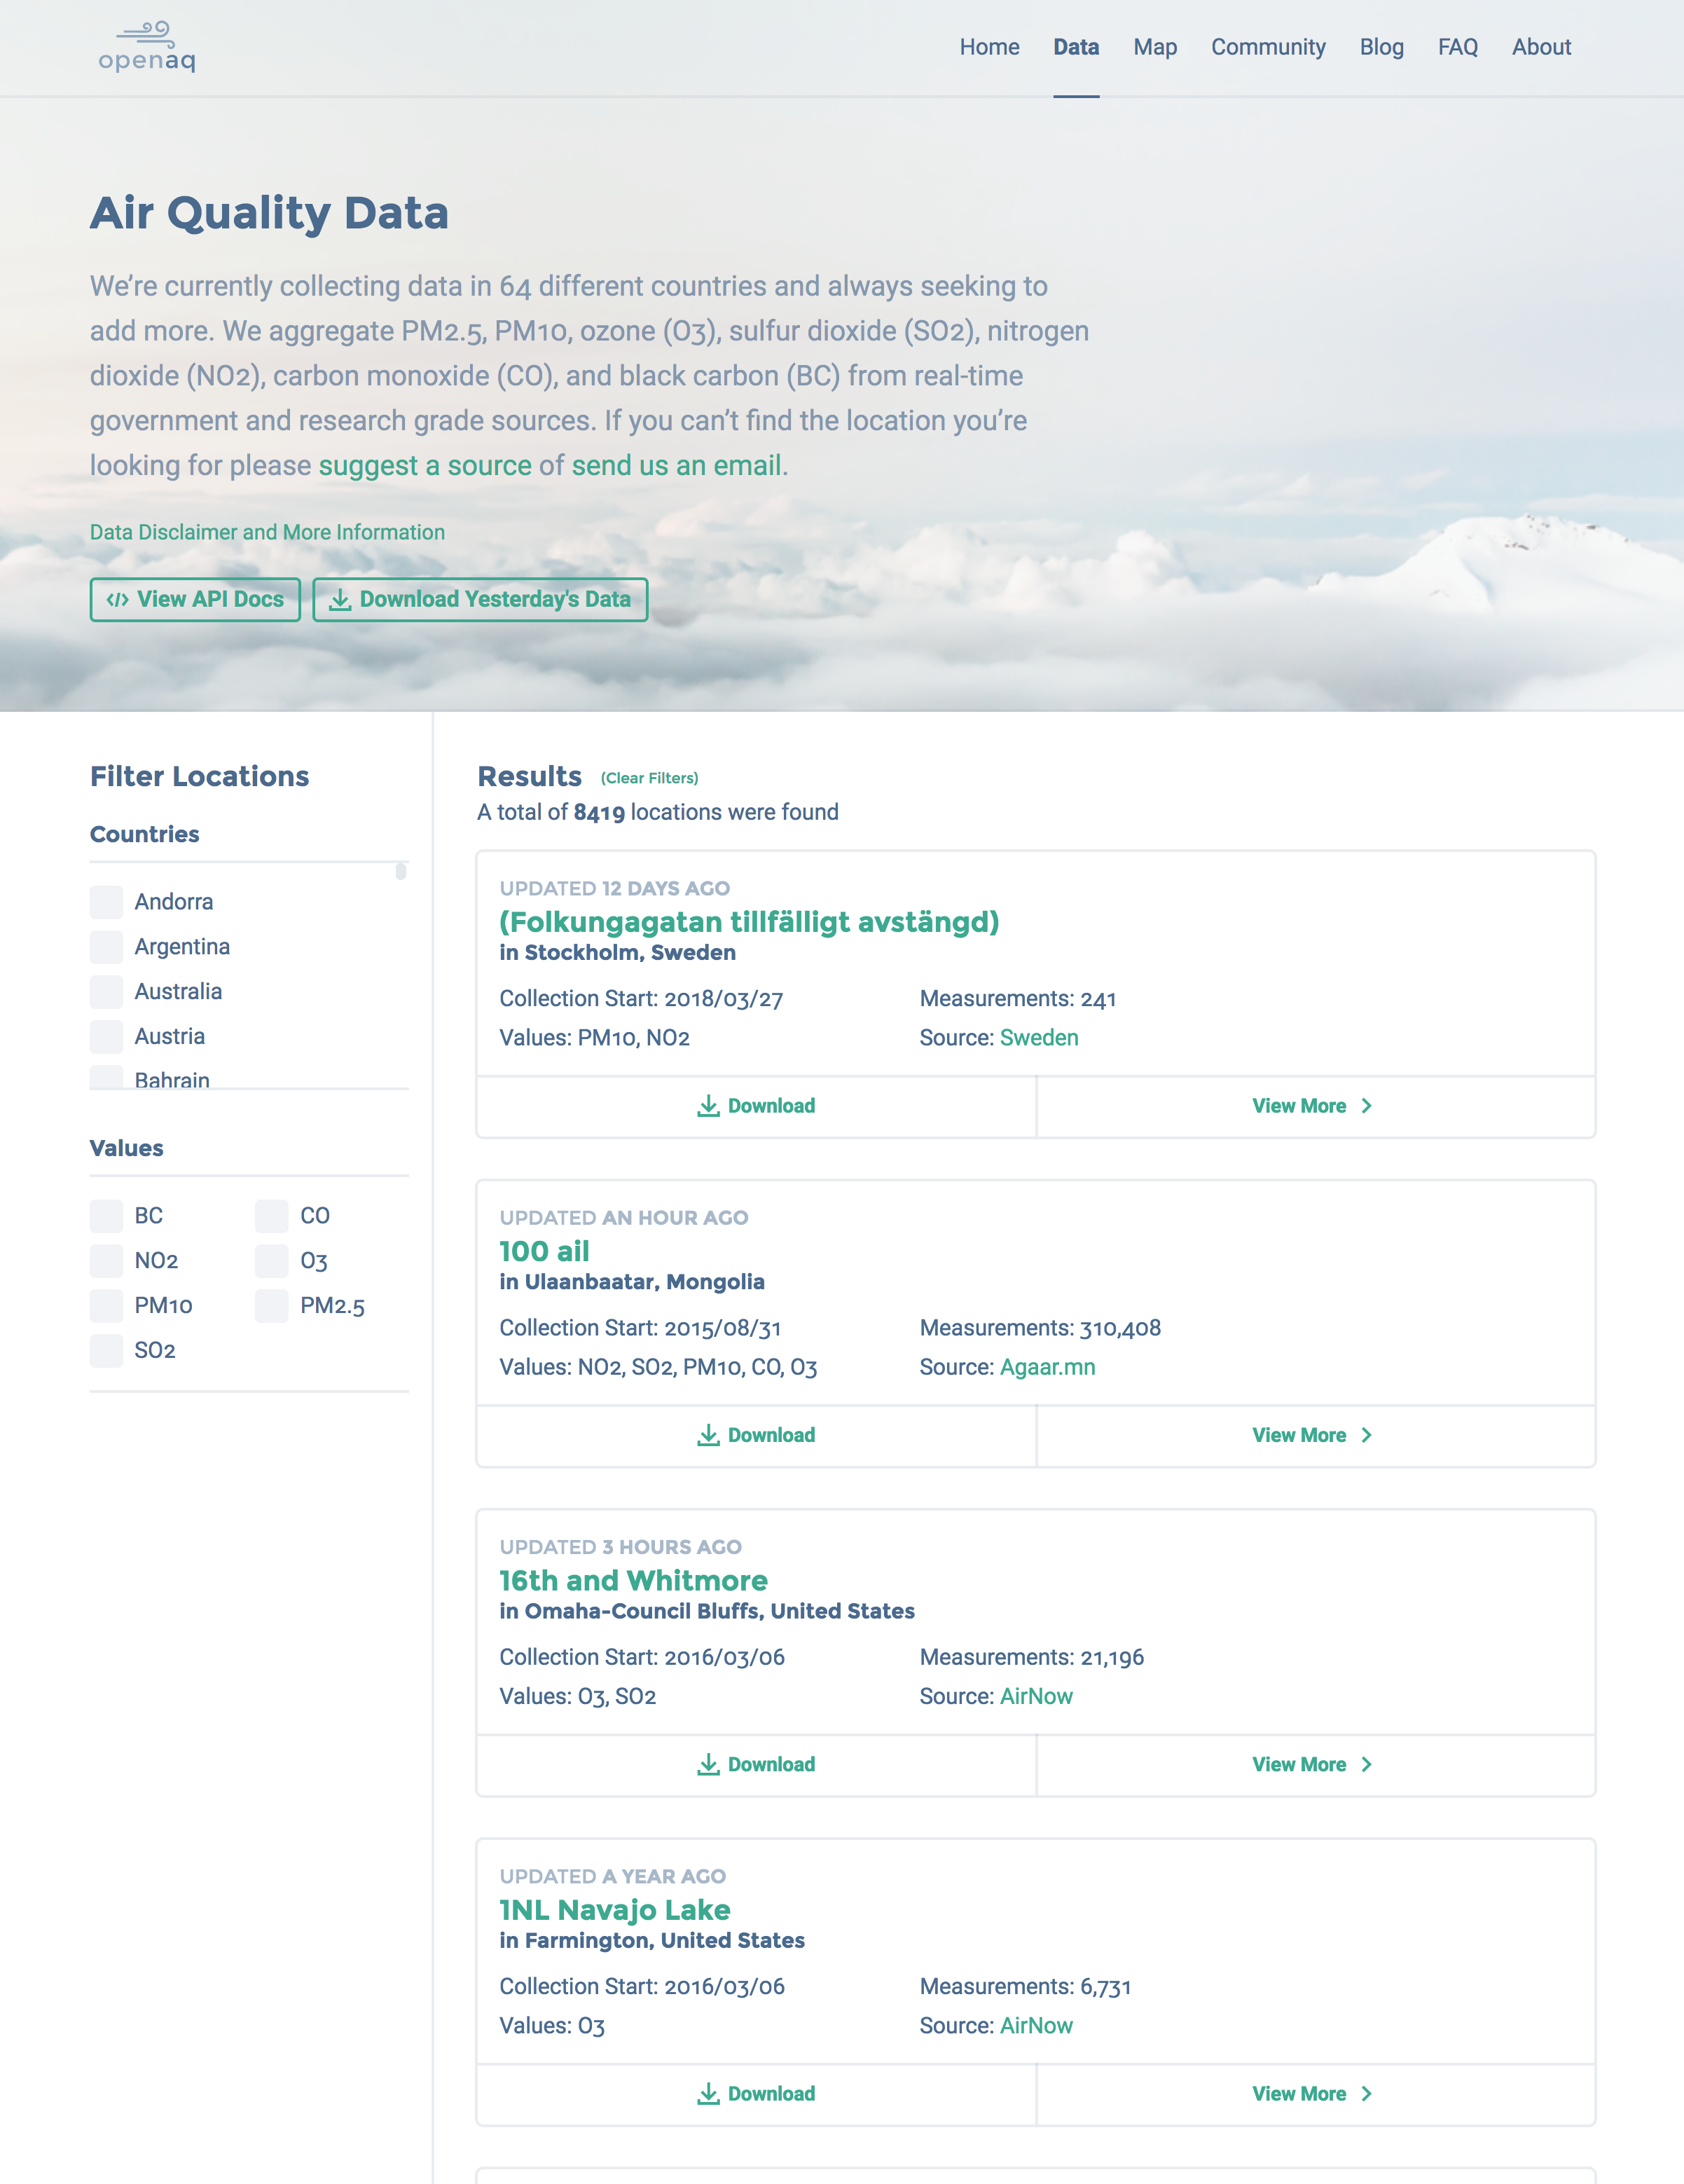 openaq
Home Data Map Community Blog FAQ About
Air Quality Data
We’re currently collecting data in 64 different countries and always seeking to
add more. We aggregate PM2.5, PM10, ozone (O3), sulfur dioxide (SO2), nitrogen
dioxide (NO2), carbon monoxide (CO), and black carbon (BC) from real-time
government and research grade sources. If you can’t find the location you’re
looking for please suggest a source of send us an email.
Data Disclaimer and More Information
View API Docs Download Yesterday's Data
Filter Locations
Countries
Andorra
Argentina
Australia
Austria
Bahrain
Values
BC CO
NO2 O3
PM10 PM2.5
SO2
Results (Clear Filters)
A total of 8419 locations were found
UPDATED 12 DAYS AGO
(Folkungagatan tillfälligt avstängd)
in Stockholm, Sweden
Collection Start: 2018/03/27 Measurements: 241
Values: PM10, NO2 Source: Sweden
Download View More
UPDATED AN HOUR AGO
100 ail
in Ulaanbaatar, Mongolia
Collection Start: 2015/08/31 Measurements: 310,408
Values: NO2, SO2, PM10, CO, O3 Source: Agaar.mn
Download View More
UPDATED 3 HOURS AGO
16th and Whitmore
in Omaha-Council Bluffs, United States
Collection Start: 2016/03/06 Measurements: 21,196
Values: O3, SO2 Source: AirNow
Download View More
UPDATED A YEAR AGO
1NL Navajo Lake
in Farmington, United States
Collection Start: 2016/03/06 Measurements: 6,731
Values: O3 Source: AirNow
Download View More